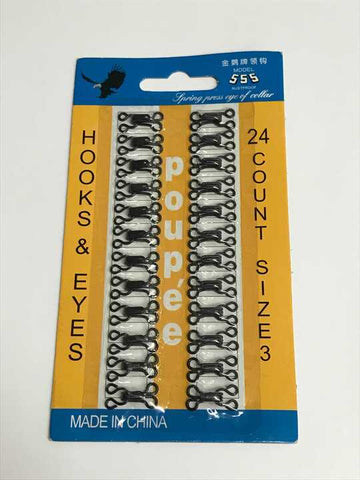 金鹰牌领钩
MODEL
555
RUSTPROOF
Spring press eye of collar
HOOKS & EYES
poupée
24 COUNT SIZE 3
MADE IN CHINA